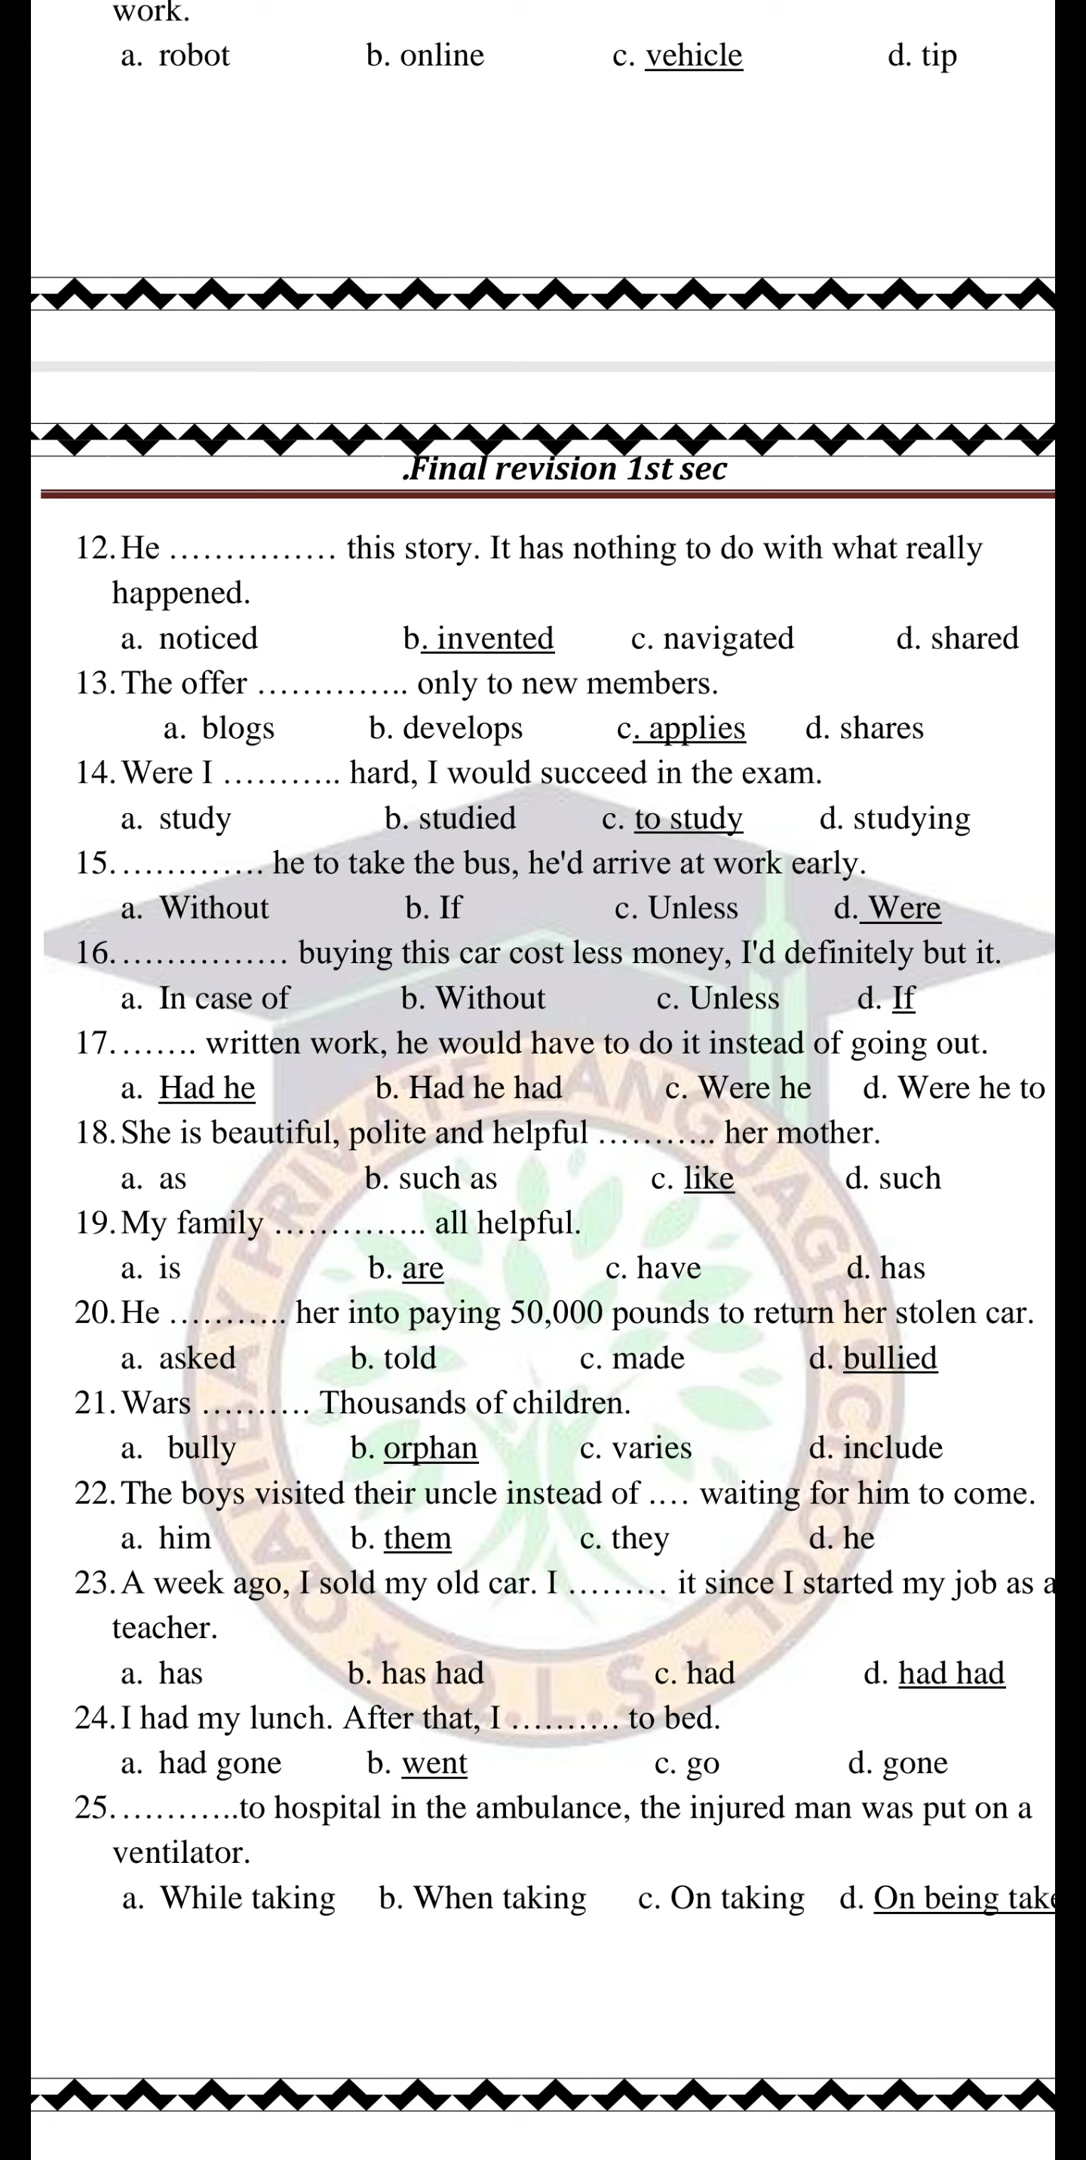 work.
a. robot b. online c. vehicle d. tip
.Final revision 1st sec
12. He …………… this story. It has nothing to do with what really
happened.
a. noticed b. invented c. navigated d. shared
13. The offer ………….. only to new members.
a. blogs b. develops c. applies d. shares
14. Were I ……….. hard, I would succeed in the exam.
a. study b. studied c. to study d. studying
15. …………. he to take the bus, he'd arrive at work early.
a. Without b. If c. Unless d. Were
16. ……………. buying this car cost less money, I'd definitely but it.
a. In case of b. Without c. Unless d. If
17. ……. written work, he would have to do it instead of going out.
a. Had he b. Had he had c. Were he d. Were he to
18. She is beautiful, polite and helpful ……….. her mother.
a. as b. such as c. like d. such
19. My family ………….. all helpful.
a. is b. are c. have d. has
20. He ……….. her into paying 50,000 pounds to return her stolen car.
a. asked b. told c. made d. bullied
21. Wars ………. Thousands of children.
a. bully b. orphan c. varies d. include
22. The boys visited their uncle instead of …. waiting for him to come.
a. him b. them c. they d. he
23. A week ago, I sold my old car. I ……… it since I started my job as a
teacher.
a. has b. has had c. had d. had had
24. I had my lunch. After that, I ………. to bed.
a. had gone b. went c. go d. gone
25. ………..to hospital in the ambulance, the injured man was put on a
ventilator.
a. While taking b. When taking c. On taking d. On being take
QAITBAY PRIVATE LANGUAGE SCHOOL
Q.L.S